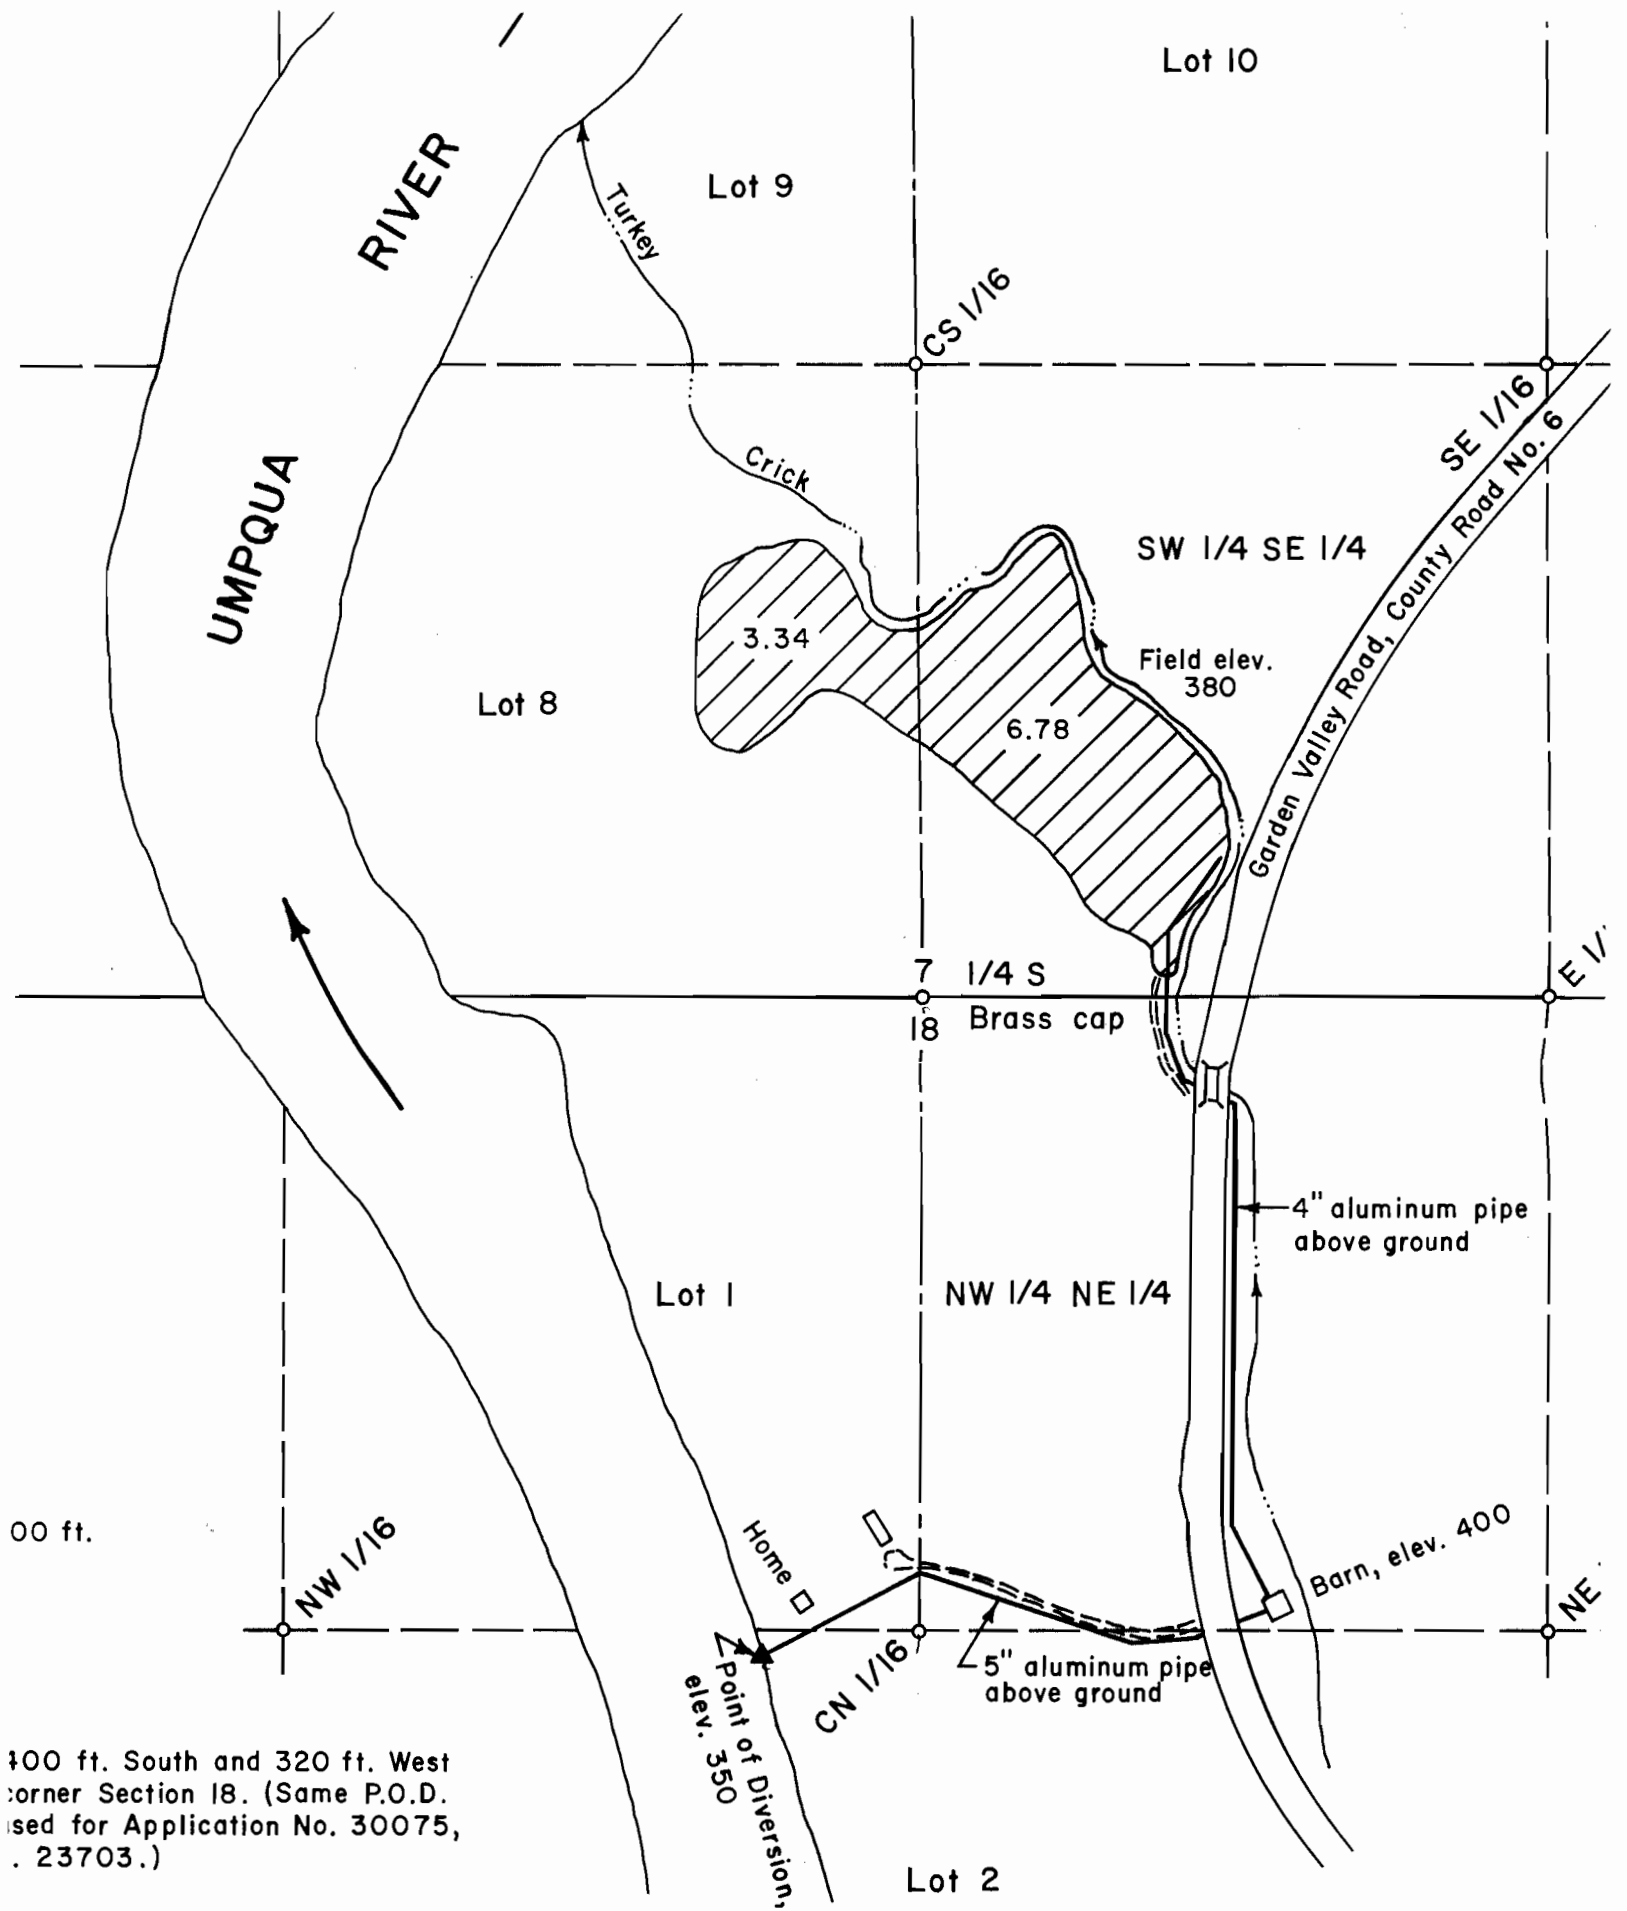 Lot 10
RIVER
Lot 9
Turkey
CS 1/16
SE 1/16
UMPQUA
Crick
SW 1/4 SE 1/4
Garden Valley Road, County Road No. 6
3.34
Field elev.
380
Lot 8
6.78
7 1/4 S
18 Brass cap
E 1/
4" aluminum pipe
above ground
Lot 1
NW 1/4 NE 1/4
00 ft.
NW 1/16
Home
Barn, elev. 400
NE
CN 1/16
5" aluminum pipe
above ground
Point of Diversion,
elev. 350
400 ft. South and 320 ft. West
corner Section 18. (Same P.O.D.
used for Application No. 30075,
. 23703.)
Lot 2